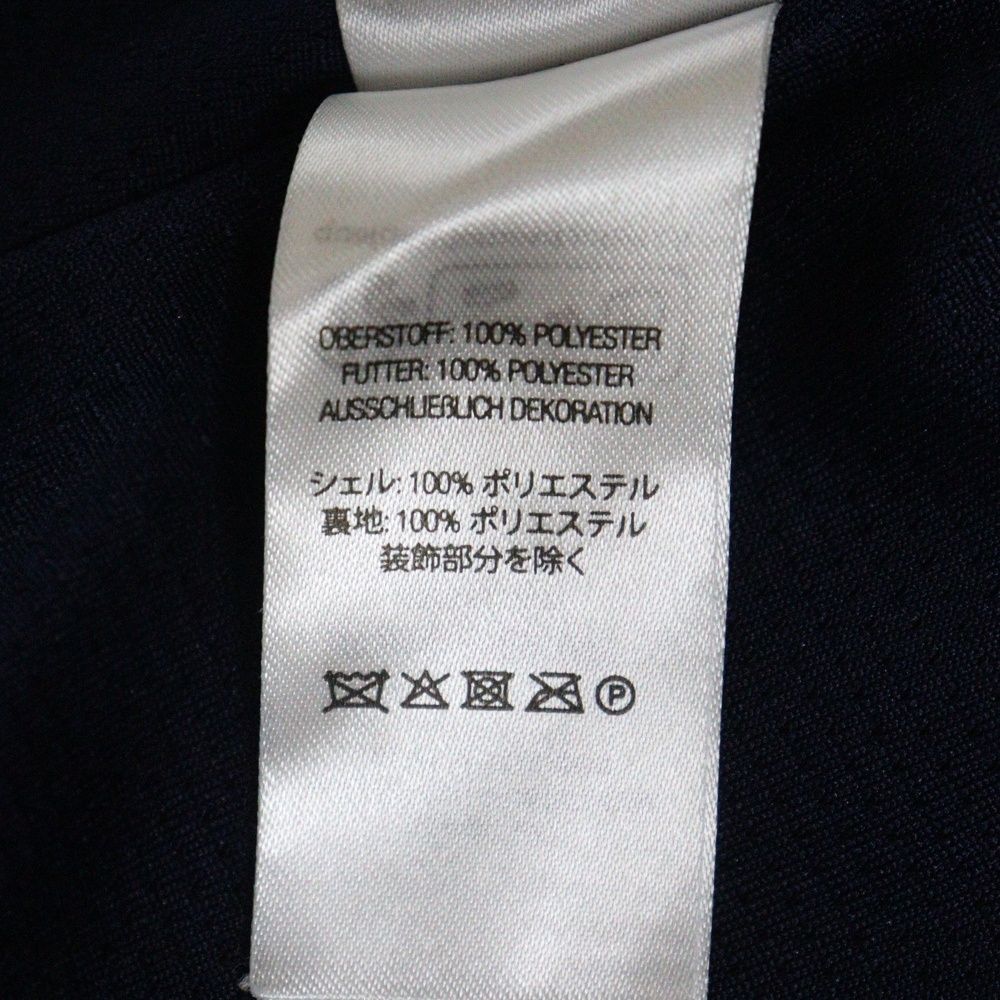 OBERSTOFF: 100% POLYESTER
FUTTER: 100% POLYESTER
AUSSCHLIEßLICH DEKORATION
シェル: 100% ポリエステル
裏地: 100% ポリエステル
装飾部分を除く
P